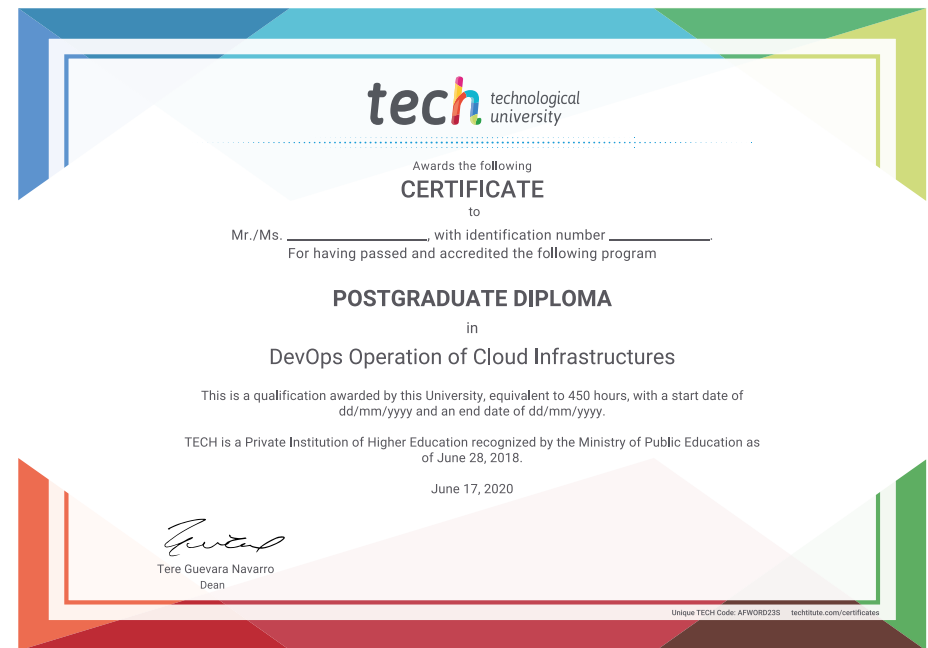 tech technological
university
Awards the following
CERTIFICATE
to
Mr./Ms. ____________, with identification number ____________.
For having passed and accredited the following program
POSTGRADUATE DIPLOMA
in
DevOps Operation of Cloud Infrastructures
This is a qualification awarded by this University, equivalent to 450 hours, with a start date of
dd/mm/yyyy and an end date of dd/mm/yyyy.
TECH is a Private Institution of Higher Education recognized by the Ministry of Public Education as
of June 28, 2018.
June 17, 2020
Tere Guevara Navarro
Dean
Unique TECH Code: AFWORD23S techtitute.com/certificates